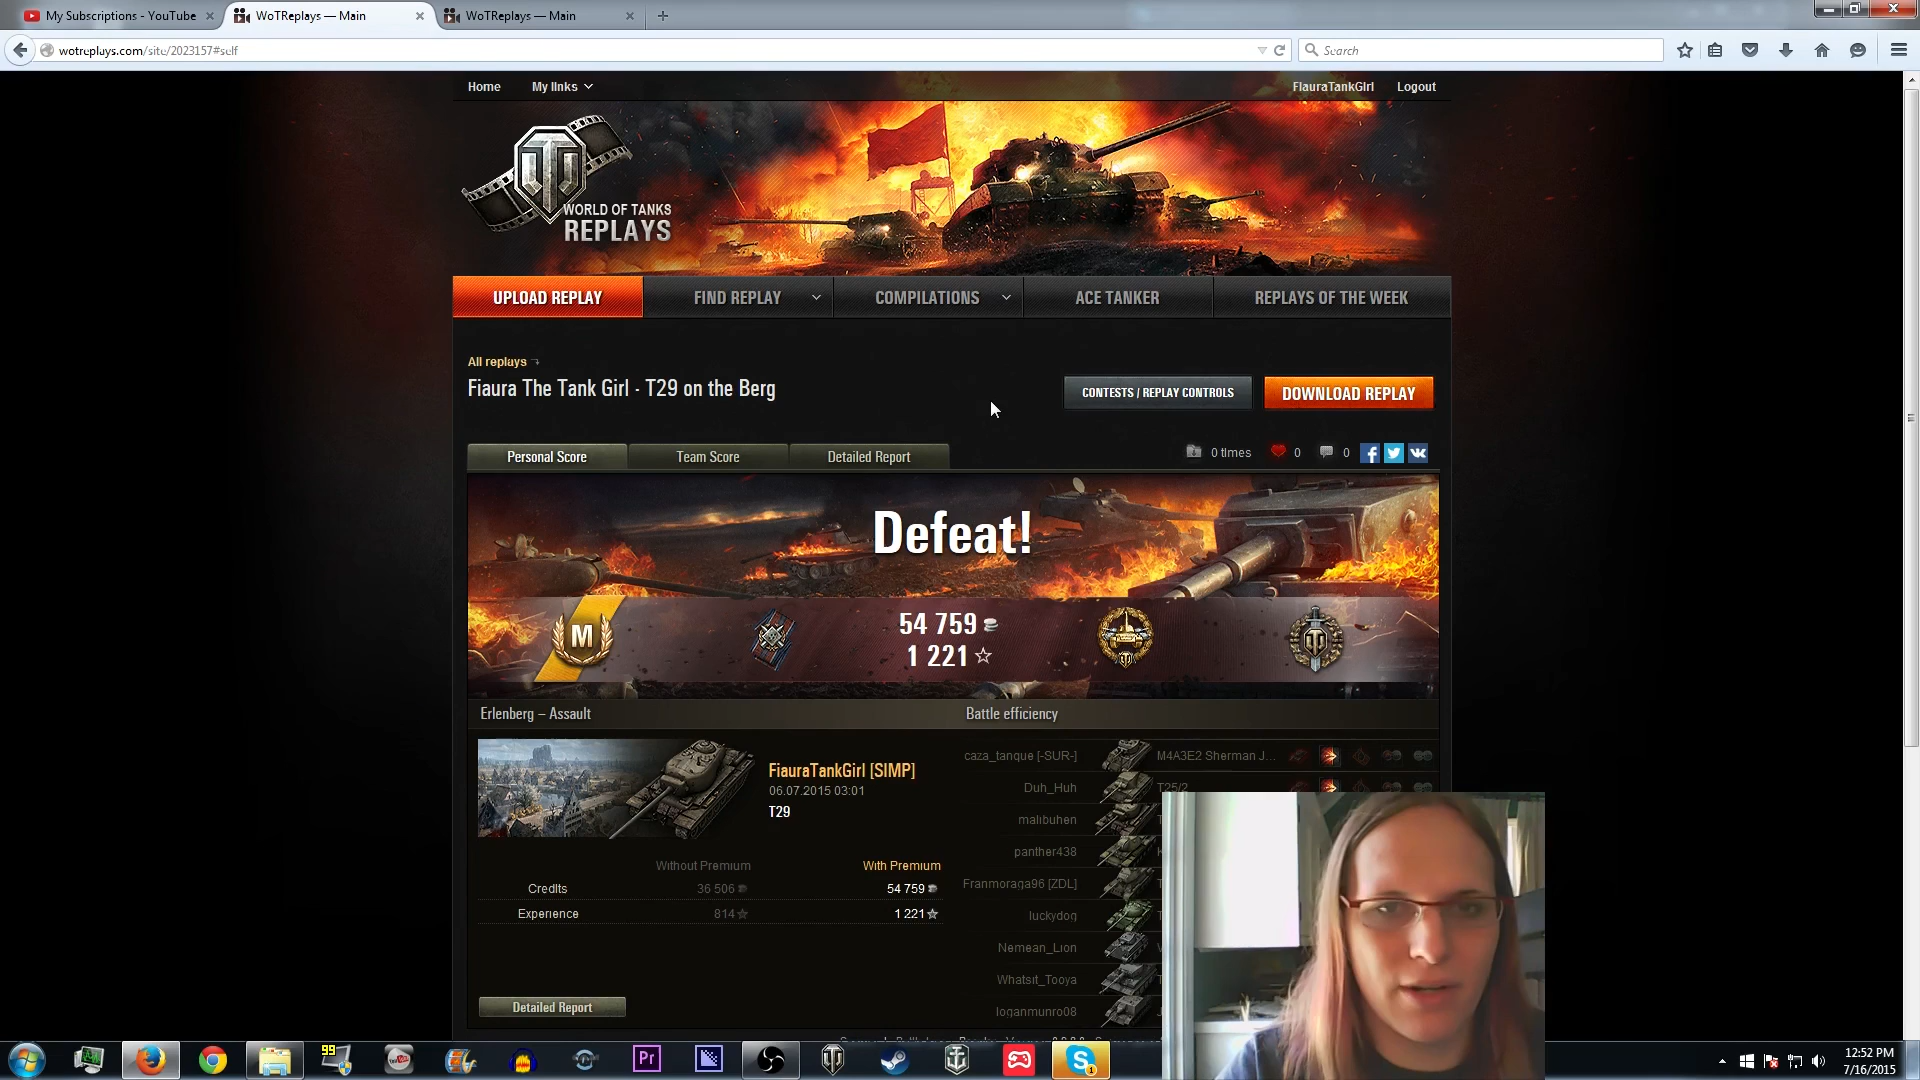 My Subscriptions - YouTube
WoTReplays — Main
WoTReplays — Main
wotreplays.com/site/2023157#self
Search
Home
My links
FiauraTankGirl
Logout
WORLD OF TANKS
REPLAYS
UPLOAD REPLAY
FIND REPLAY
COMPILATIONS
ACE TANKER
REPLAYS OF THE WEEK
All replays
Fiaura The Tank Girl - T29 on the Berg
CONTESTS / REPLAY CONTROLS
DOWNLOAD REPLAY
Personal Score
Team Score
Detailed Report
0 times
0
0
Defeat!
M
54 759
1 221
Erlenberg – Assault
Battle efficiency
FiauraTankGirl [SIMP]
06.07.2015 03:01
T29
Without Premium
With Premium
Credits
36 506
54 759
Experience
814
1 221
Detailed Report
caza_tanque [-SUR-]
M4A3E2 Sherman J...
Duh_Huh
T25/2
malibuhen
panther438
Franmoraga96 [ZDL]
luckydog
Nemean_Lion
Whatsit_Tooya
loganmunro08
99
Pr
12:52 PM
7/16/2015